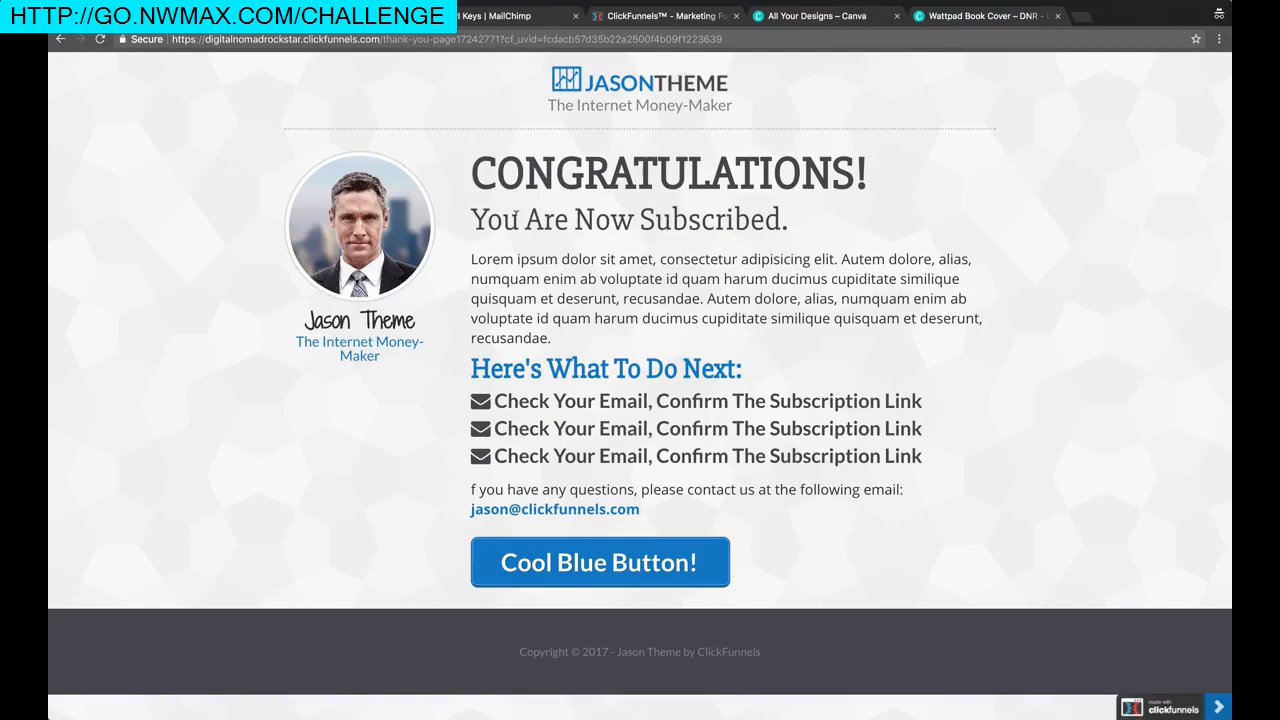 HTTP://GO.NWMAX.COM/CHALLENGE
I Keys | MailChimp
ClickFunnels™ - Marketing Fu
All Your Designes – Canva
Wattpad Book Cover – DNR -
Secure
https://digitalnomadrockstar.clickfunnels.com/thank-you-page17242771?cf_uvid=fcdacb57d35b22a2500f4b09f1223639
JASONTHEME
The Internet Money-Maker
CONGRATULATIONS!
You Are Now Subscribed.
Lorem ipsum dolor sit amet, consectetur adipisicing elit. Autem dolore, alias,
numquam enim ab voluptate id quam harum ducimus cupiditate similique
quisquam et deserunt, recusandae. Autem dolore, alias, numquam enim ab
voluptate id quam harum ducimus cupiditate similique quisquam et deserunt,
recusandae.
Jason Theme
The Internet Money-
Maker
Here's What To Do Next:
Check Your Email, Confirm The Subscription Link
Check Your Email, Confirm The Subscription Link
Check Your Email, Confirm The Subscription Link
f you have any questions, please contact us at the following email:
jason@clickfunnels.com
Cool Blue Button!
Copyright © 2017 - Jason Theme by ClickFunnels
made with
clickfunnels